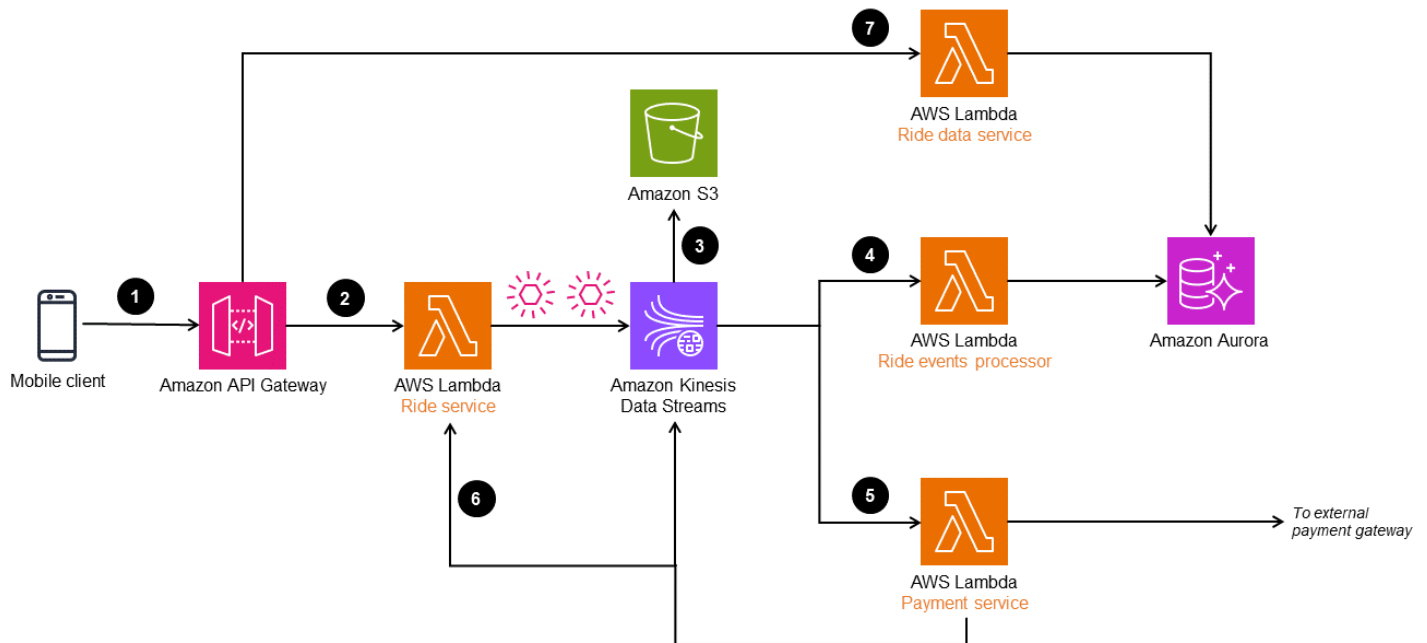 7
AWS Lambda
Ride data service
Amazon S3
3
4
1
2
</>
Mobile client
Amazon API Gateway
AWS Lambda
Ride service
Amazon Kinesis
Data Streams
AWS Lambda
Ride events processor
Amazon Aurora
6
5
To external
payment gateway
AWS Lambda
Payment service